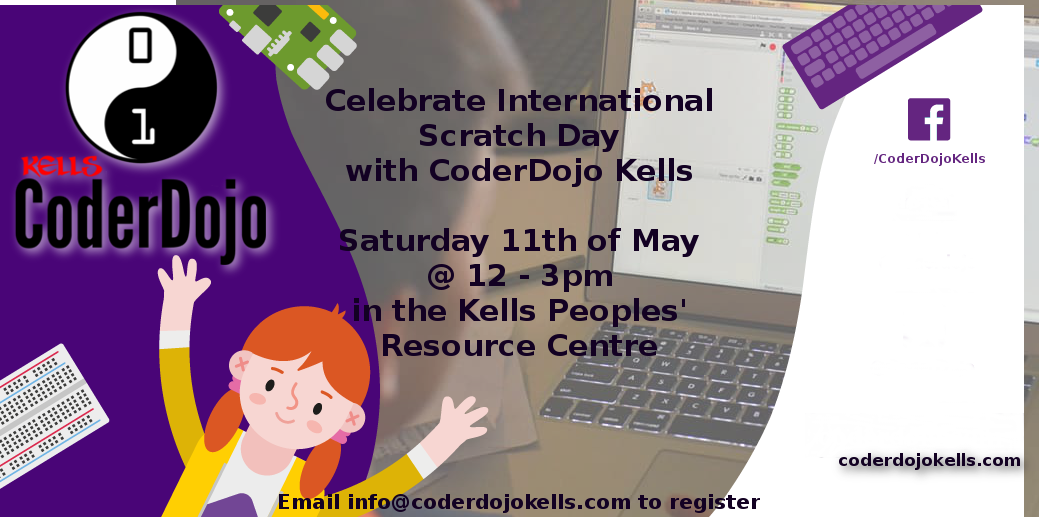 0
1
KELLS
CoderDojo
Celebrate International
Scratch Day
with CoderDojo Kells
Saturday 11th of May
@ 12 - 3pm
in the Kells Peoples'
Resource Centre
/CoderDojoKells
coderdojokells.com
Email info@coderdojokells.com to register